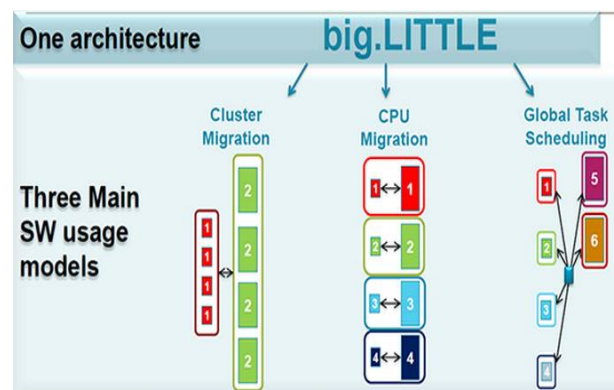 One architecture
big.LITTLE
Cluster
Migration
CPU
Migration
Global Task
Scheduling
Three Main
SW usage
models
1
1
1
1
2
2
2
2
1 1
2 2
3 3
4 4
1
2
3
4
5
6